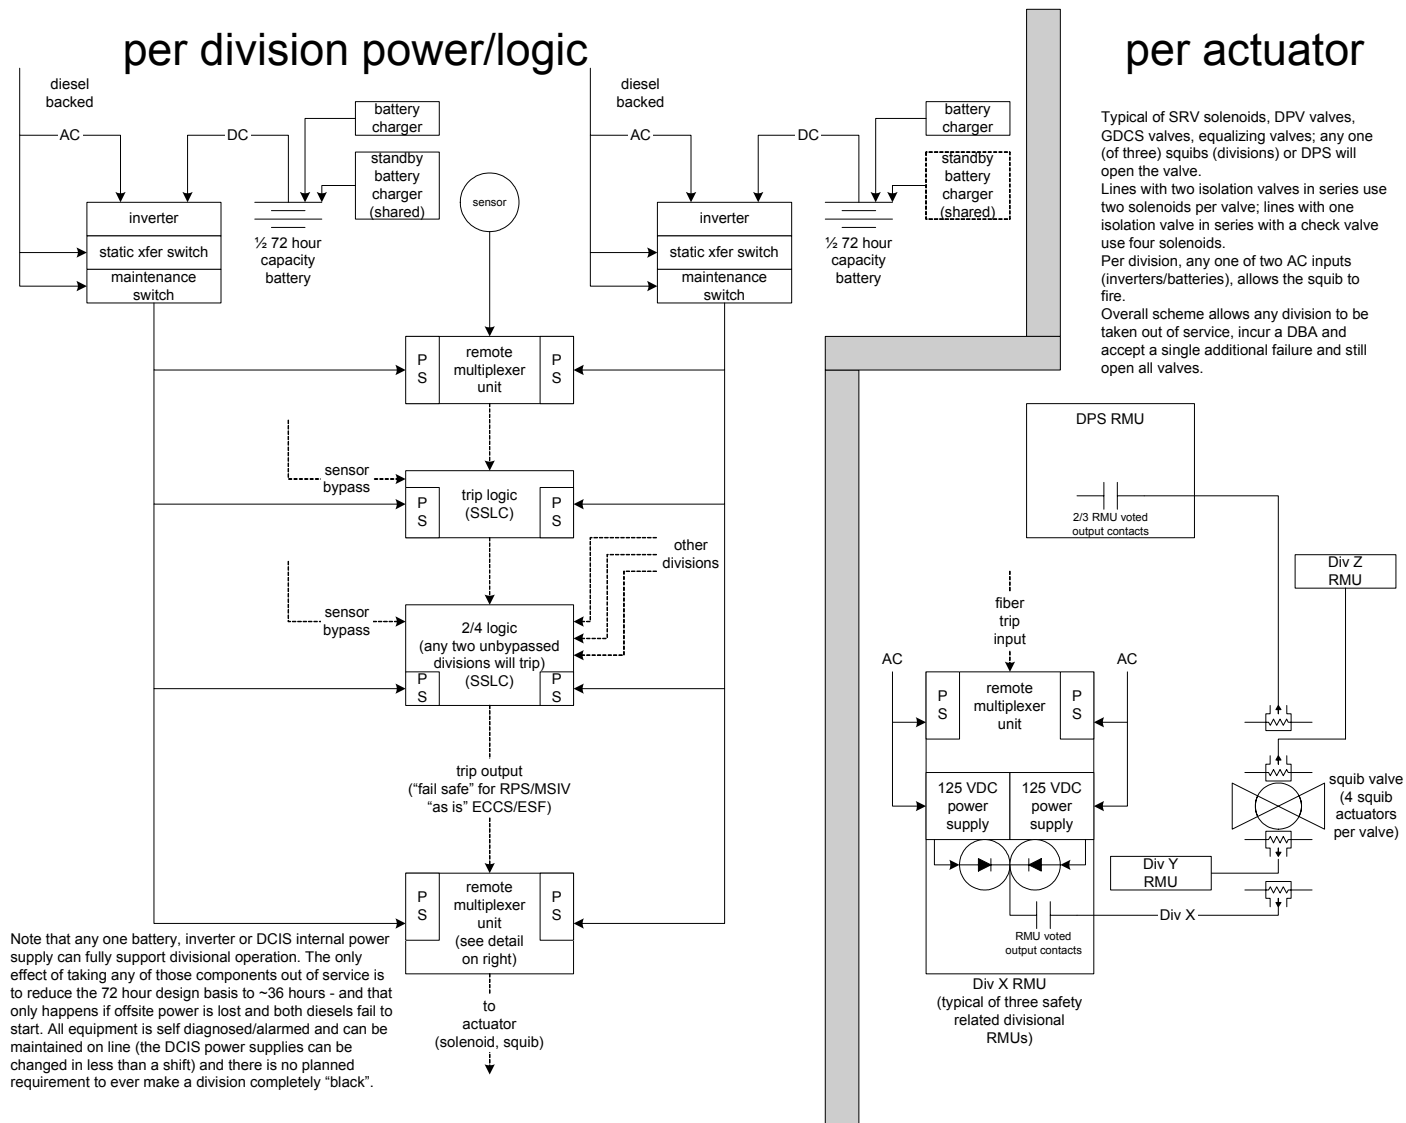 per division power/logic
per actuator
diesel
backed
AC
DC
battery
charger
standby
battery
charger
(shared)
inverter
static xfer switch
maintenance
switch
½ 72 hour
capacity
battery
sensor
diesel
backed
AC
DC
battery
charger
standby
battery
charger
(shared)
inverter
static xfer switch
maintenance
switch
½ 72 hour
capacity
battery
P
S
remote
multiplexer
unit
P
S
sensor
bypass
P
S
trip logic
(SSLC)
P
S
other
divisions
sensor
bypass
2/4 logic
(any two unbypassed
divisions will trip)
(SSLC)
P
S
P
S
trip output
(“fail safe” for RPS/MSIV
“as is” ECCS/ESF)
P
S
remote
multiplexer
unit
(see detail
on right)
P
S
to
actuator
(solenoid, squib)
Note that any one battery, inverter or DCIS internal power
supply can fully support divisional operation. The only
effect of taking any of those components out of service is
to reduce the 72 hour design basis to ~36 hours - and that
only happens if offsite power is lost and both diesels fail to
start. All equipment is self diagnosed/alarmed and can be
maintained on line (the DCIS power supplies can be
changed in less than a shift) and there is no planned
requirement to ever make a division completely “black”.
Typical of SRV solenoids, DPV valves,
GDCS valves, equalizing valves; any one
(of three) squibs (divisions) or DPS will
open the valve.
Lines with two isolation valves in series use
two solenoids per valve; lines with one
isolation valve in series with a check valve
use four solenoids.
Per division, any one of two AC inputs
(inverters/batteries), allows the squib to
fire.
Overall scheme allows any division to be
taken out of service, incur a DBA and
accept a single additional failure and still
open all valves.
DPS RMU
2/3 RMU voted
output contacts
Div Z
RMU
fiber
trip
input
AC
AC
P
S
remote
multiplexer
unit
P
S
125 VDC
power
supply
125 VDC
power
supply
squib valve
(4 squib
actuators
per valve)
Div Y
RMU
Div X
RMU voted
output contacts
Div X RMU
(typical of three safety
related divisional
RMUs)